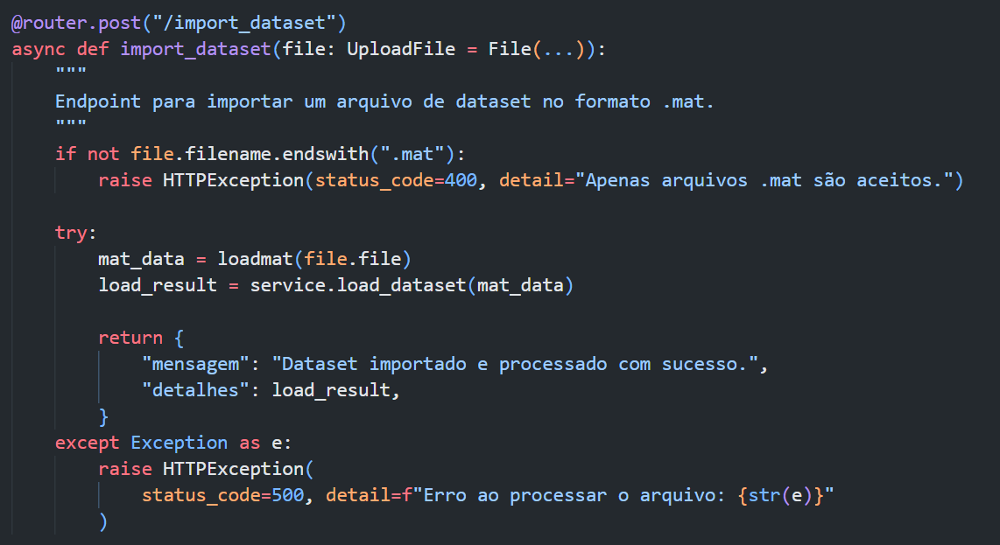 @router.post("/import_dataset")
async def import_dataset(file: UploadFile = File(...)):
    """
    Endpoint para importar um arquivo de dataset no formato .mat.
    """
    if not file.filename.endswith(".mat"):
        raise HTTPException(status_code=400, detail="Apenas arquivos .mat são aceitos.")

    try:
        mat_data = loadmat(file.file)
        load_result = service.load_dataset(mat_data)

        return {
            "mensagem": "Dataset importado e processado com sucesso.",
            "detalhes": load_result,
        }
    except Exception as e:
        raise HTTPException(
            status_code=500, detail=f"Erro ao processar o arquivo: {str(e)}"
        )